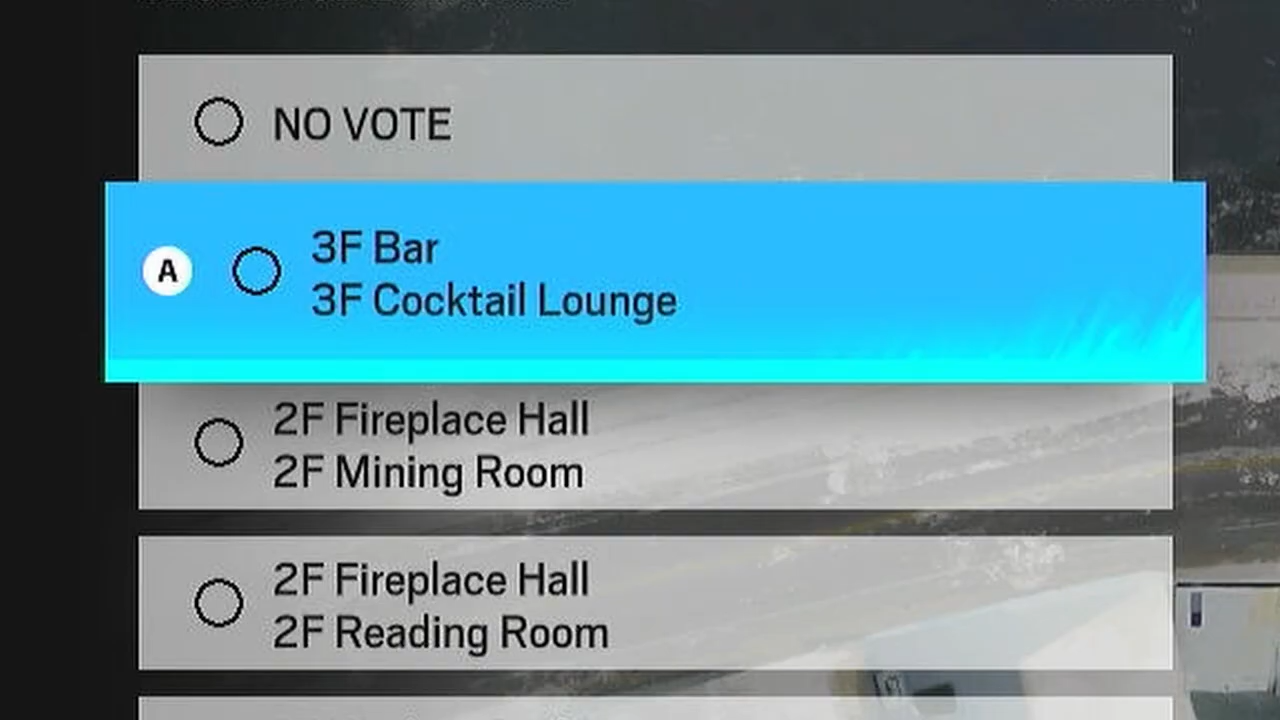 NO VOTE
A
3F Bar
3F Cocktail Lounge
2F Fireplace Hall
2F Mining Room
2F Fireplace Hall
2F Reading Room